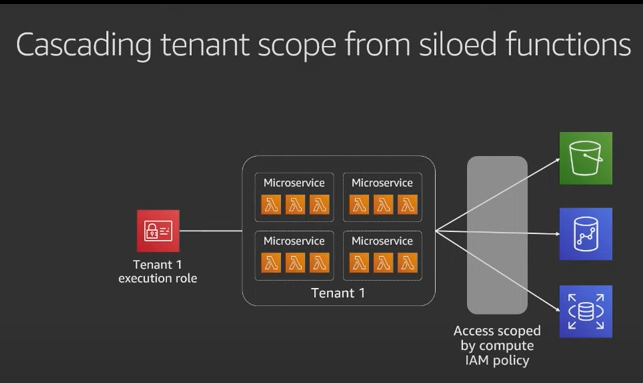 Cascading tenant scope from siloed functions
Microservice
Microservice
Microservice
Microservice
Tenant 1
Tenant 1
execution role
Access scoped
by compute
IAM policy